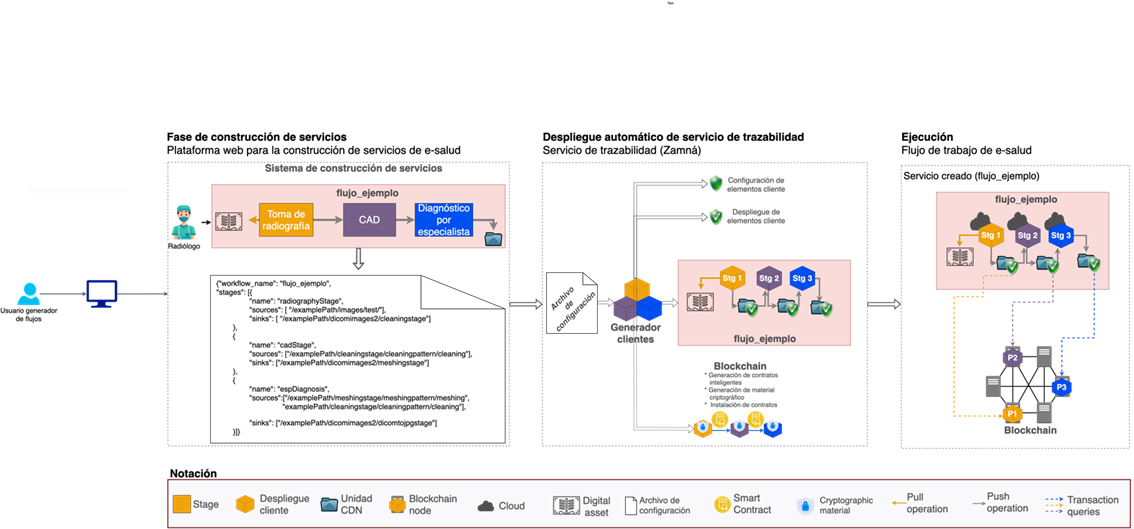 Text
Fase de construcción de servicios
Plataforma web para la construcción de servicios de e-salud
Sistema de construcción de servicios
flujo_ejemplo
Radiólogo
Toma de
radiografía
CAD
Diagnóstico
por
especialista
Usuario generador
de flujos
{"workflow_name": "flujo_ejemplo",
"stages": [{
"name": "radiographyStage",
"sources": [ "/examplePath/images/test/"],
"sinks": [ "/examplePath/dicomimages2/cleaningstage"]
},
{
"name": "cadStage",
"sources": ["/examplePath/cleaningstage/cleaningpattern/cleaning"],
"sinks": ["/examplePath/dicomimages2/meshingstage"]
},
{
"name": "espDiagnosis",
"sources":["/examplePath/meshingstage/meshingpattern/meshing",
"examplePath/cleaningstage/cleaningpattern/cleaning"],
"sinks": ["/examplePath/dicomimages2/dicomtojpgstage"]
}]}
Despliegue automático de servicio de trazabilidad
Servicio de trazabilidad (Zamná)
Configuración de
elementos cliente
Despliegue de
elementos cliente
Archivo de
configuración
Generador
clientes
Stg 1
Stg 2
Stg 3
flujo_ejemplo
Blockchain
* Generación de contratos
inteligentes
* Generación de material
criptográfico
* Instalación de contratos
Ejecución
Flujo de trabajo de e-salud
Servicio creado (flujo_ejemplo)
flujo_ejemplo
Stg 1
Stg 2
Stg 3
P2
P3
P1
Blockchain
Notación
Stage
Despliegue
cliente
Unidad
CDN
Blockchain
node
Cloud
Digital
asset
Archivo de
configuración
Smart
Contract
Cryptographic
material
Pull
operation
Push
operation
Transaction
queries